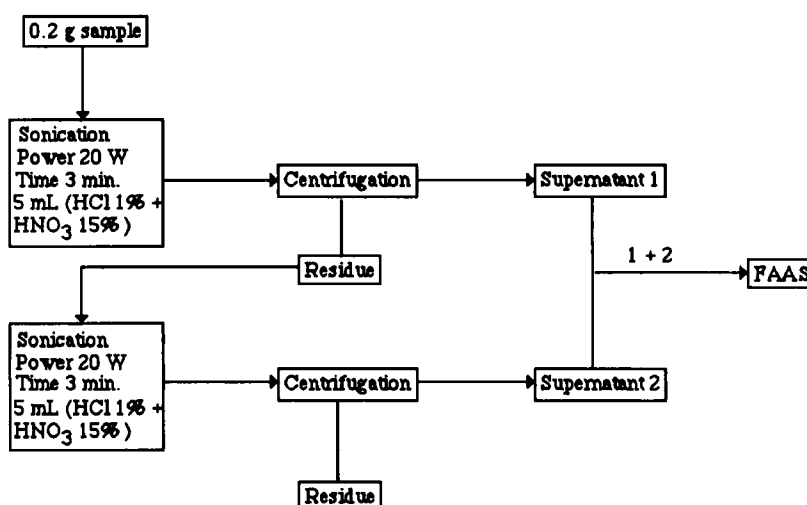 0.2 g sample
Sonication
Power 20 W
Time 3 min.
5 mL (HCl 1% +
HNO3 15%)
Centrifugation
Supernatant 1
Residue
1 + 2
FAAS
Sonication
Power 20 W
Time 3 min.
5 mL (HCl 1% +
HNO3 15%)
Centrifugation
Supernatant 2
Residue